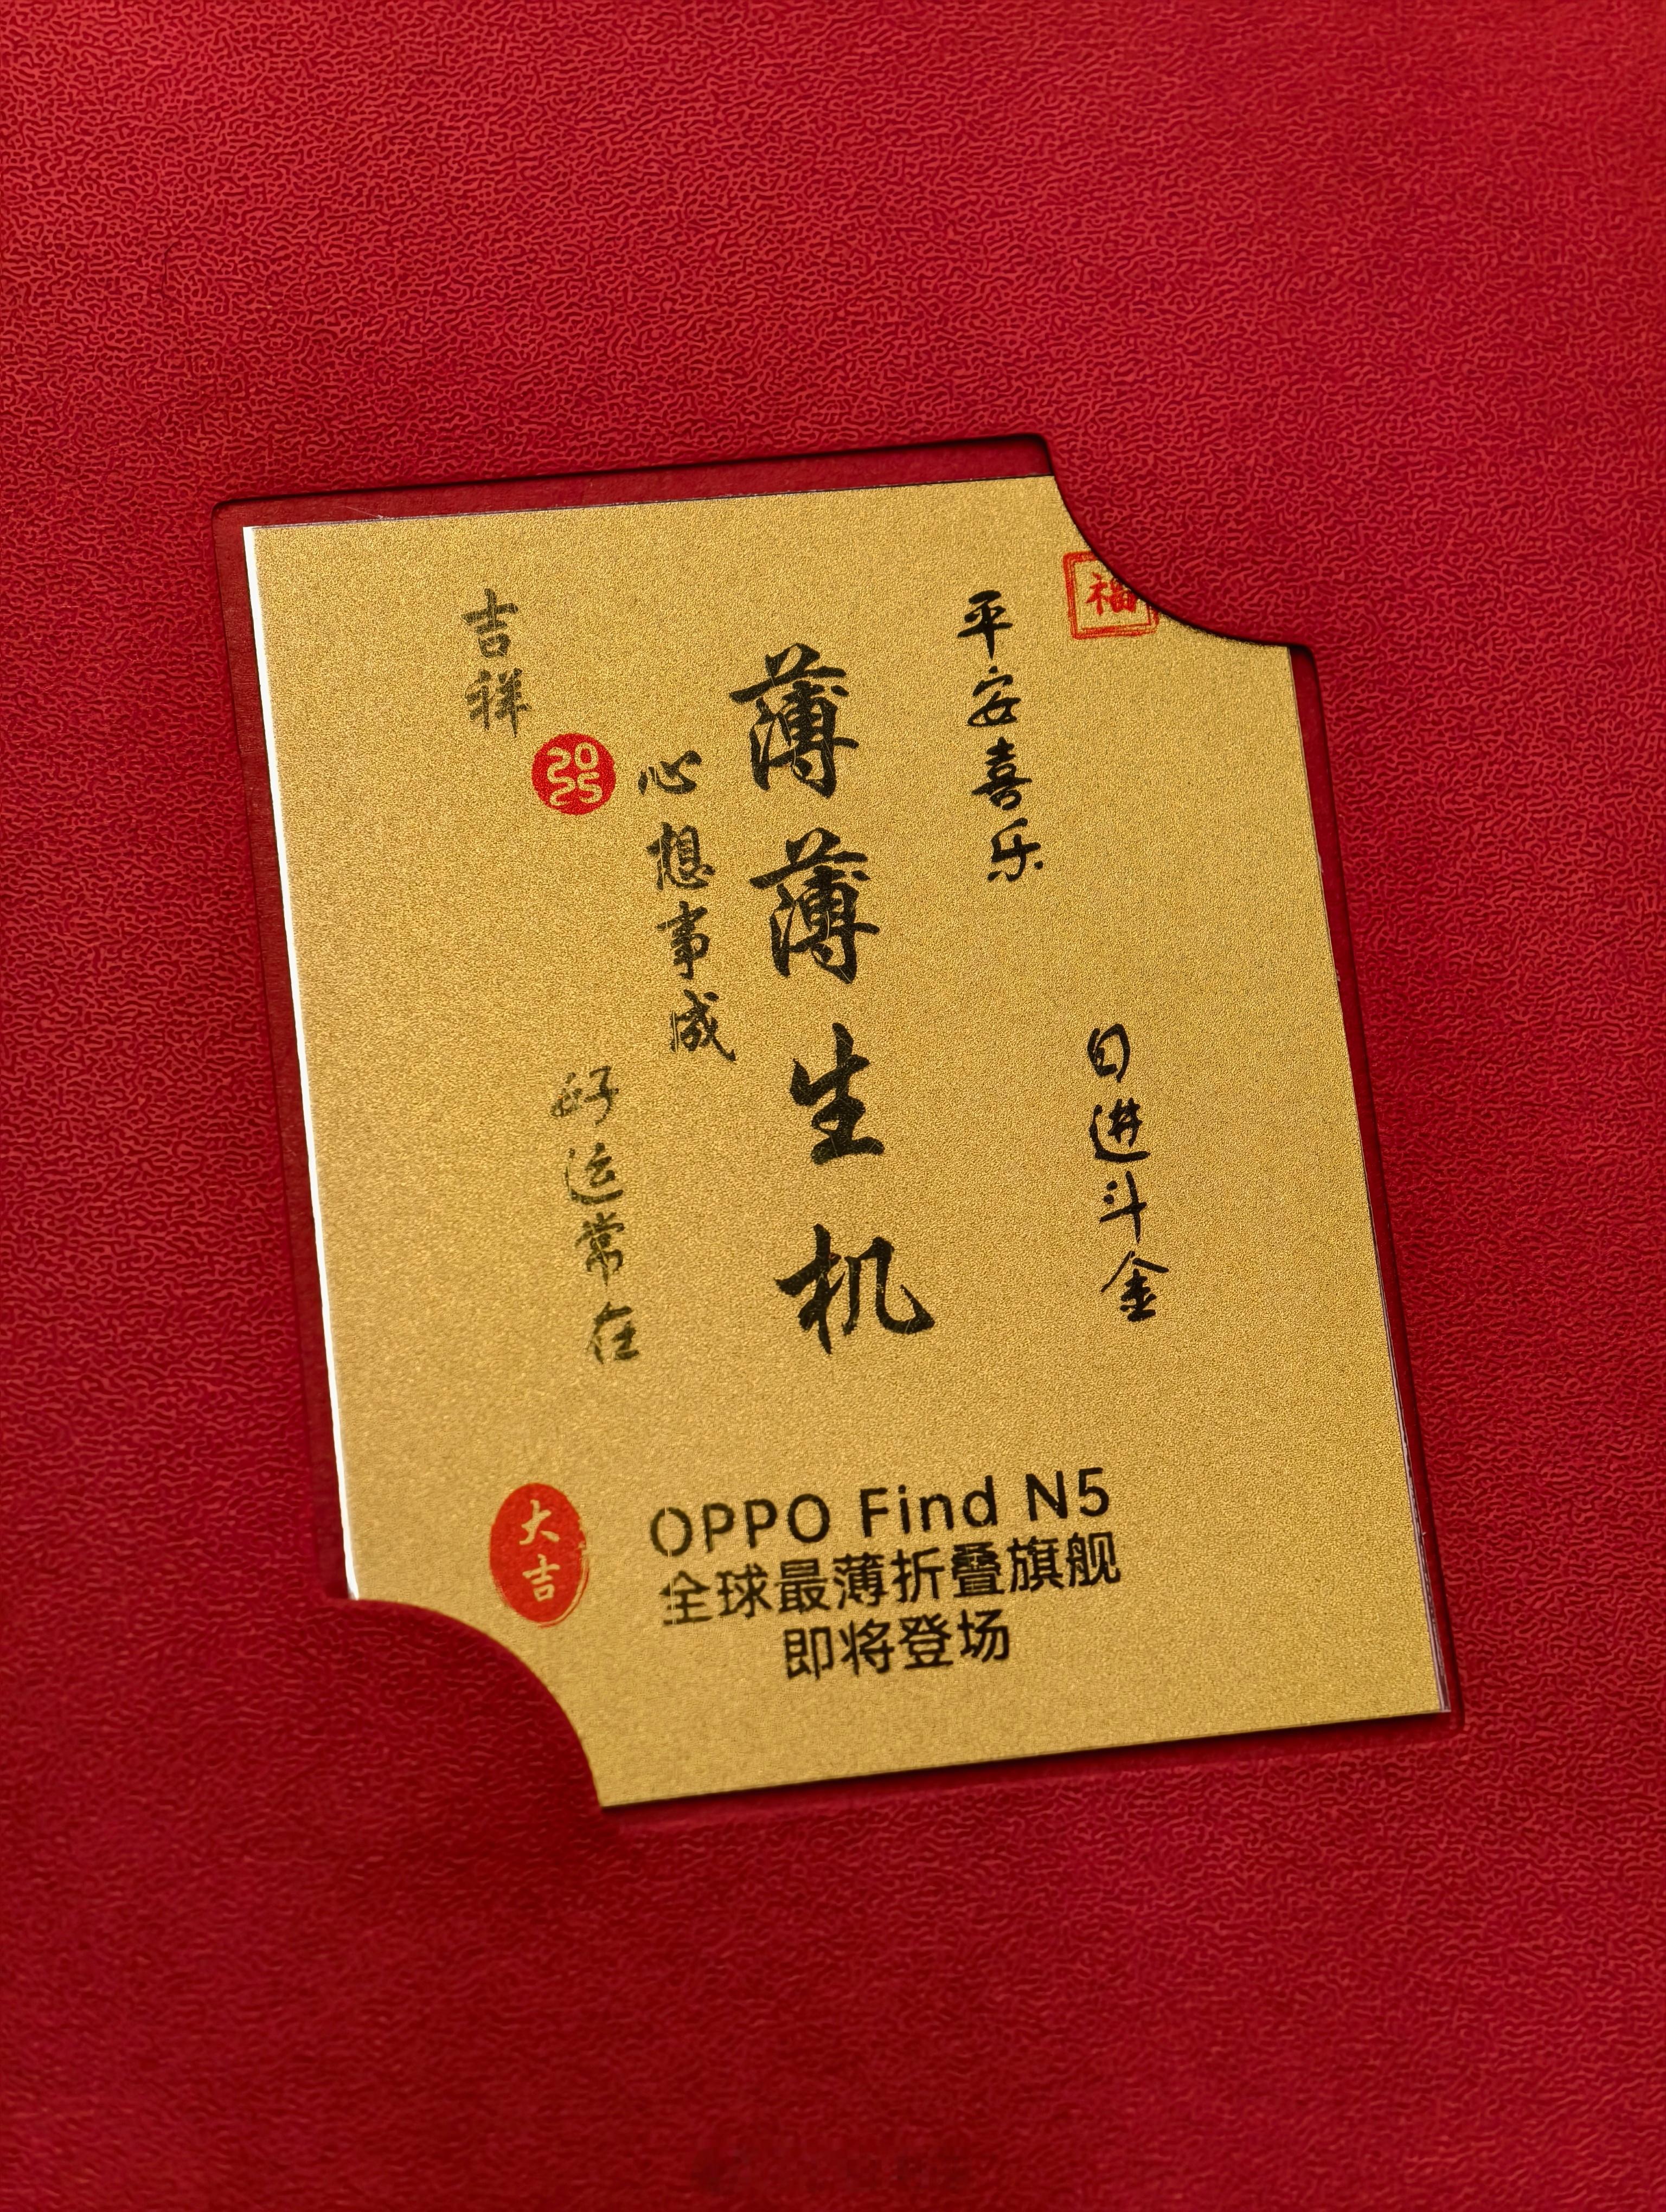 福
平安喜乐
日进斗金
薄薄生机
心想事成
好运常在
吉祥
2025
大吉
OPPO Find N5
全球最薄折叠旗舰
即将登场